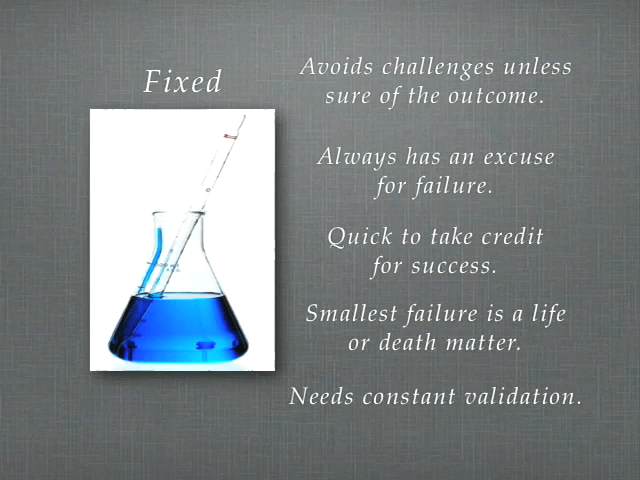 Fixed
Avoids challenges unless
sure of the outcome.
Always has an excuse
for failure.
Quick to take credit
for success.
Smallest failure is a life
or death matter.
Needs constant validation.